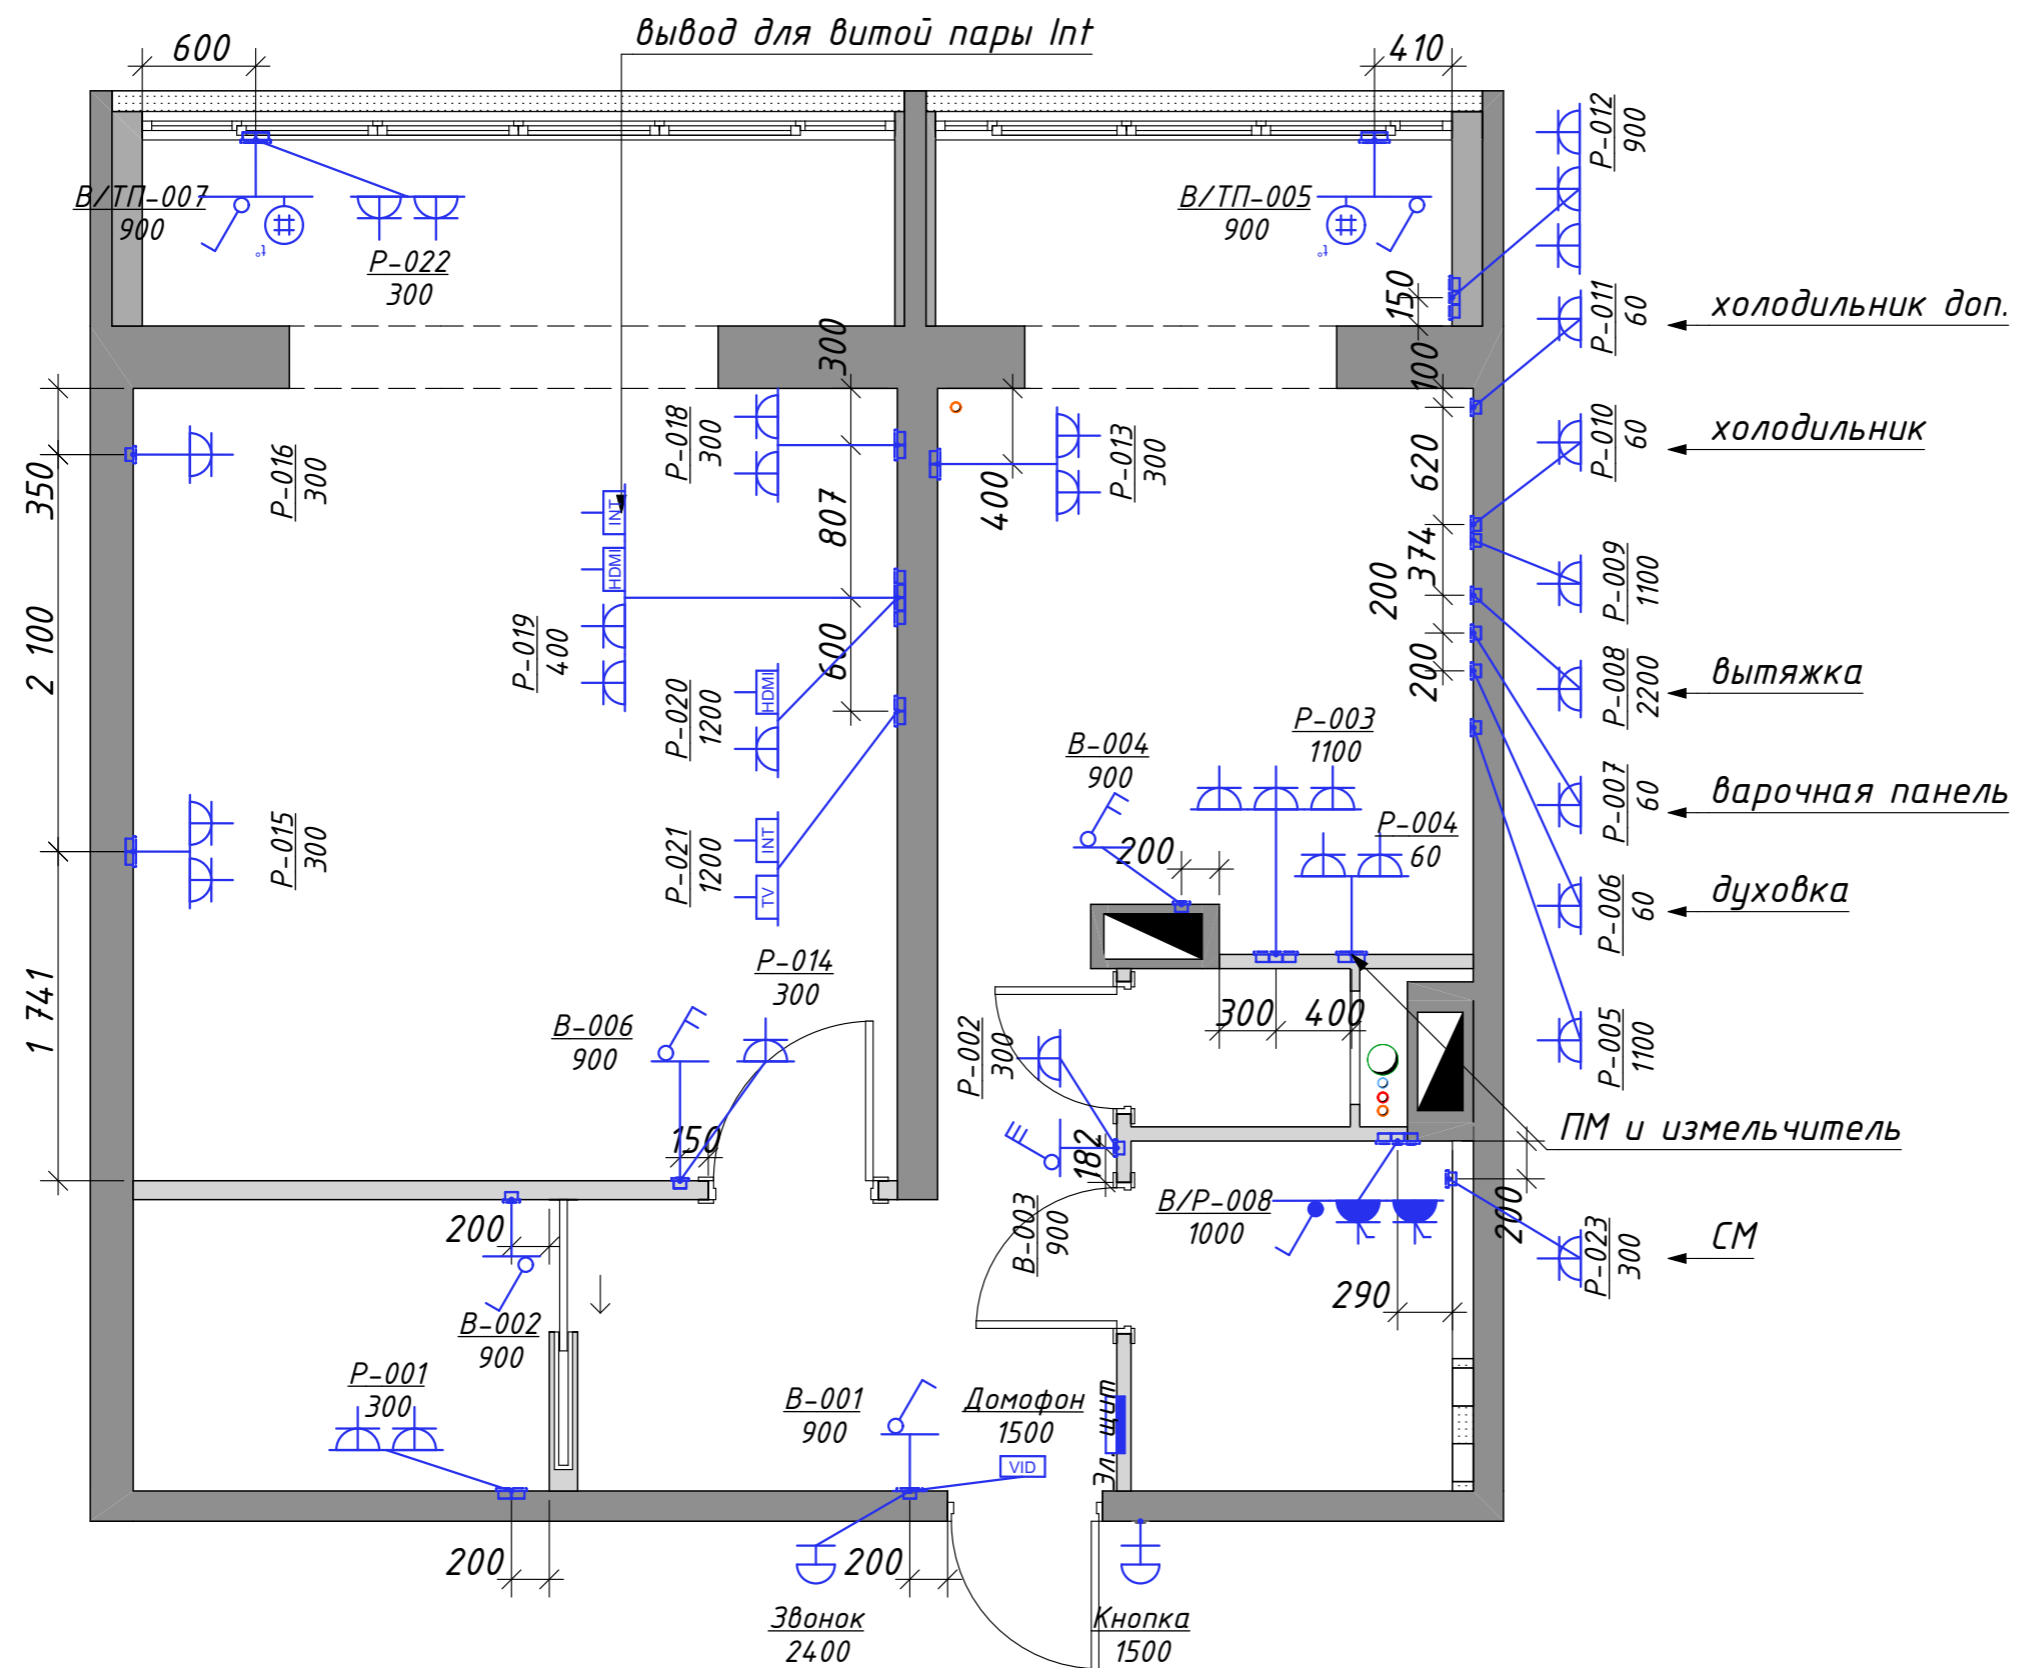 вывод для витой пары Int
600
410
В/ТП-007
900
Р-022
300
В/ТП-005
900
Р-012
900
150
Р-011
60
холодильник доп.
300
100
Р-018
300
Р-016
300
350
Р-013
300
400
620
Р-010
60
холодильник
INT
HDMI
Р-019
400
807
374
200
Р-009
1100
2 100
600
200
Р-020
1200
HDMI
Р-008
2200
вытяжка
Р-003
1100
В-004
900
Р-007
60
варочная панель
Р-015
300
Р-021
1200
INT
TV
200
Р-004
60
Р-006
60
духовка
1 741
Р-014
300
В-006
900
300
400
Р-002
300
Р-005
1100
150
182
ПМ и измельчитель
200
В-003
900
В/Р-008
1000
200
Р-023
300
СМ
290
В-002
900
Р-001
300
В-001
900
Домофон
1500
VID
Эл. щит
200
200
Звонок
2400
Кнопка
1500
t°
t°